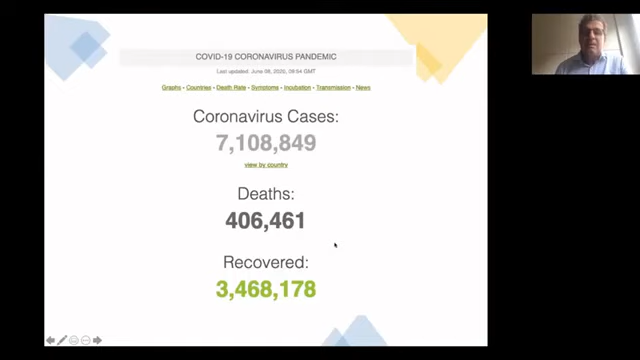 COVID-19 CORONAVIRUS PANDEMIC
Last updated: June 08, 2020, 08:54 GMT
Graphs - Countries - Death Rate - Symptoms - Incubation - Transmission - News
Coronavirus Cases:
7,108,849
view by country
Deaths:
406,461
Recovered:
3,468,178